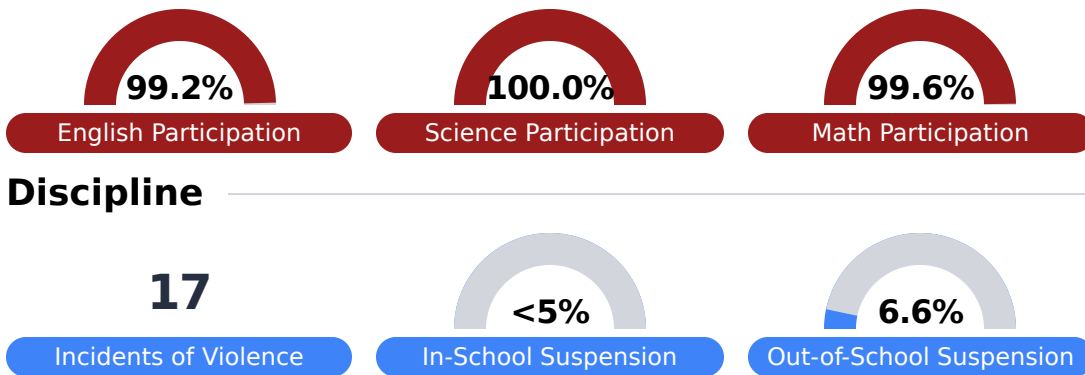 99.2%
100.0%
99.6%
English Participation
Science Participation
Math Participation
Discipline
17
<5%
6.6%
Incidents of Violence
In-School Suspension
Out-of-School Suspension